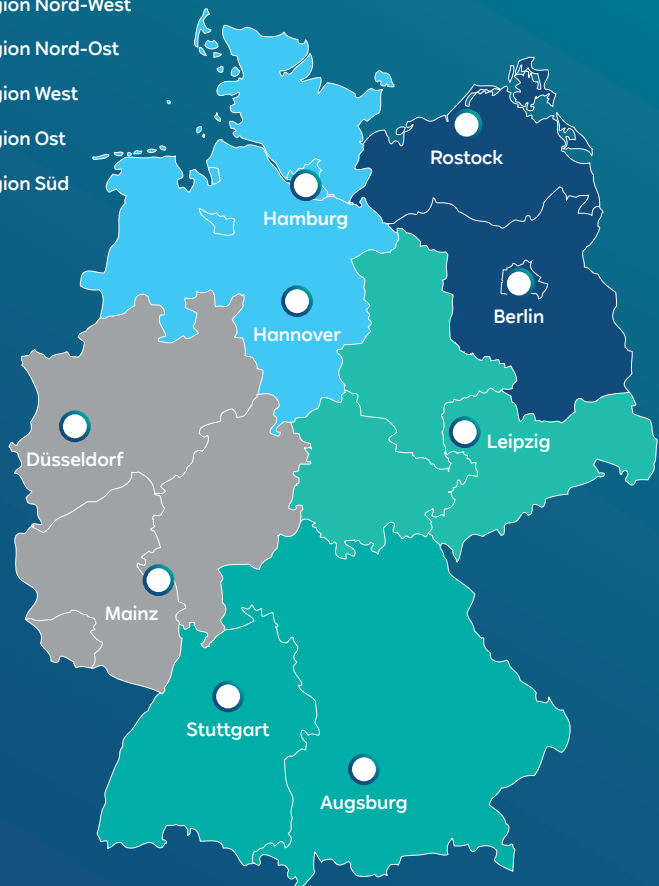 gion Nord-West
gion Nord-Ost
gion West
gion Ost
gion Süd
Rostock
Hamburg
Berlin
Hannover
Leipzig
Düsseldorf
Mainz
Stuttgart
Augsburg